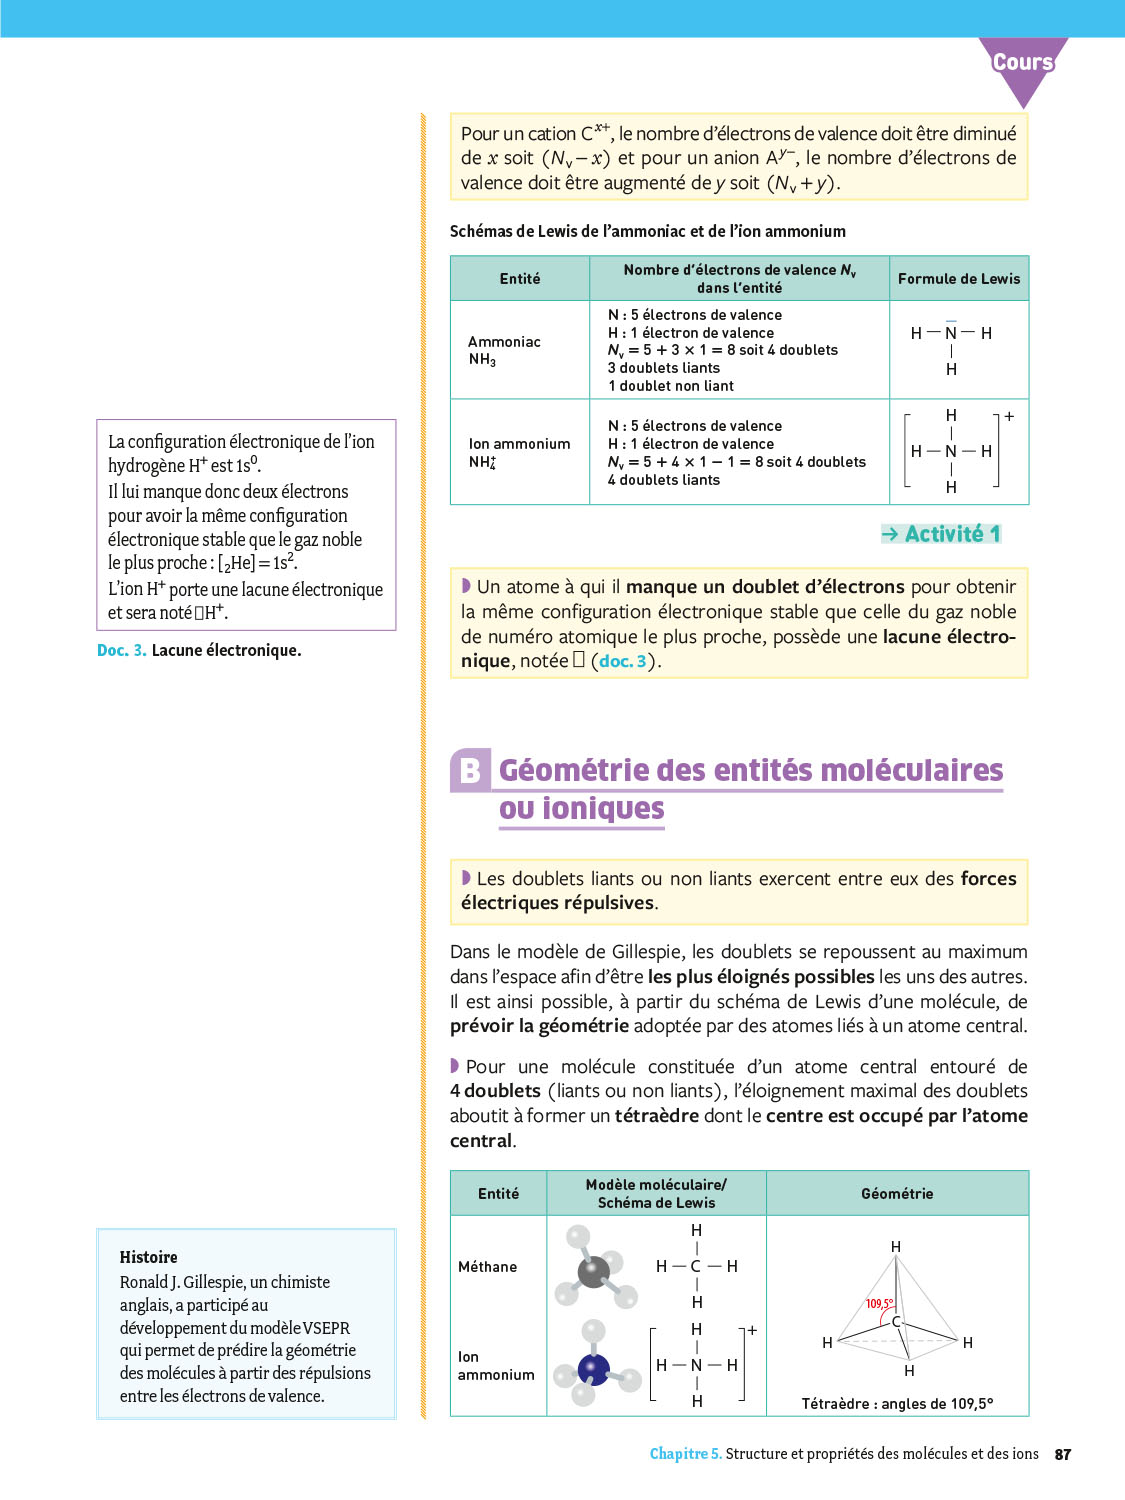 Cours
Pour un cation Cˣ⁺, le nombre d’électrons de valence doit être diminué
de x soit (Nᵥ – x) et pour un anion Aʸ⁻, le nombre d’électrons de
valence doit être augmenté de y soit (Nᵥ + y).
Schémas de Lewis de l’ammoniac et de l’ion ammonium
Entité
Nombre d’électrons de valence Nᵥ
dans l’entité
Formule de Lewis
Ammoniac
NH₃
N : 5 électrons de valence
H : 1 électron de valence
Nᵥ = 5 + 3 × 1 = 8 soit 4 doublets
3 doublets liants
1 doublet non liant
H — N — H
H
Ion ammonium
NH₄⁺
N : 5 électrons de valence
H : 1 électron de valence
Nᵥ = 5 + 4 × 1 − 1 = 8 soit 4 doublets
4 doublets liants
H
+
H — N — H
H
→ Activité 1
La configuration électronique de l’ion
hydrogène H⁺ est 1s⁰.
Il lui manque donc deux électrons
pour avoir la même configuration
électronique stable que le gaz noble
le plus proche : [₂He] = 1s².
L’ion H⁺ porte une lacune électronique
et sera noté ▯H⁺.
Doc. 3. Lacune électronique.
◗ Un atome à qui il manque un doublet d’électrons pour obtenir
la même configuration électronique stable que celle du gaz noble
de numéro atomique le plus proche, possède une lacune électro-
nique, notée ▯ (doc. 3).
B Géométrie des entités moléculaires
ou ioniques
◗ Les doublets liants ou non liants exercent entre eux des forces
électriques répulsives.
Dans le modèle de Gillespie, les doublets se repoussent au maximum
dans l’espace afin d’être les plus éloignés possibles les uns des autres.
Il est ainsi possible, à partir du schéma de Lewis d’une molécule, de
prévoir la géométrie adoptée par des atomes liés à un atome central.
◗ Pour une molécule constituée d’un atome central entouré de
4 doublets (liants ou non liants), l’éloignement maximal des doublets
aboutit à former un tétraèdre dont le centre est occupé par l’atome
central.
Entité
Modèle moléculaire/
Schéma de Lewis
Géométrie
Méthane
H
H — C — H
H
Ion
ammonium
H
+
H — N — H
H
H
109,5°
C
H
H
H
Tétraèdre : angles de 109,5°
Histoire
Ronald J. Gillespie, un chimiste
anglais, a participé au
développement du modèle VSEPR
qui permet de prédire la géométrie
des molécules à partir des répulsions
entre les électrons de valence.
Chapitre 5. Structure et propriétés des molécules et des ions 87